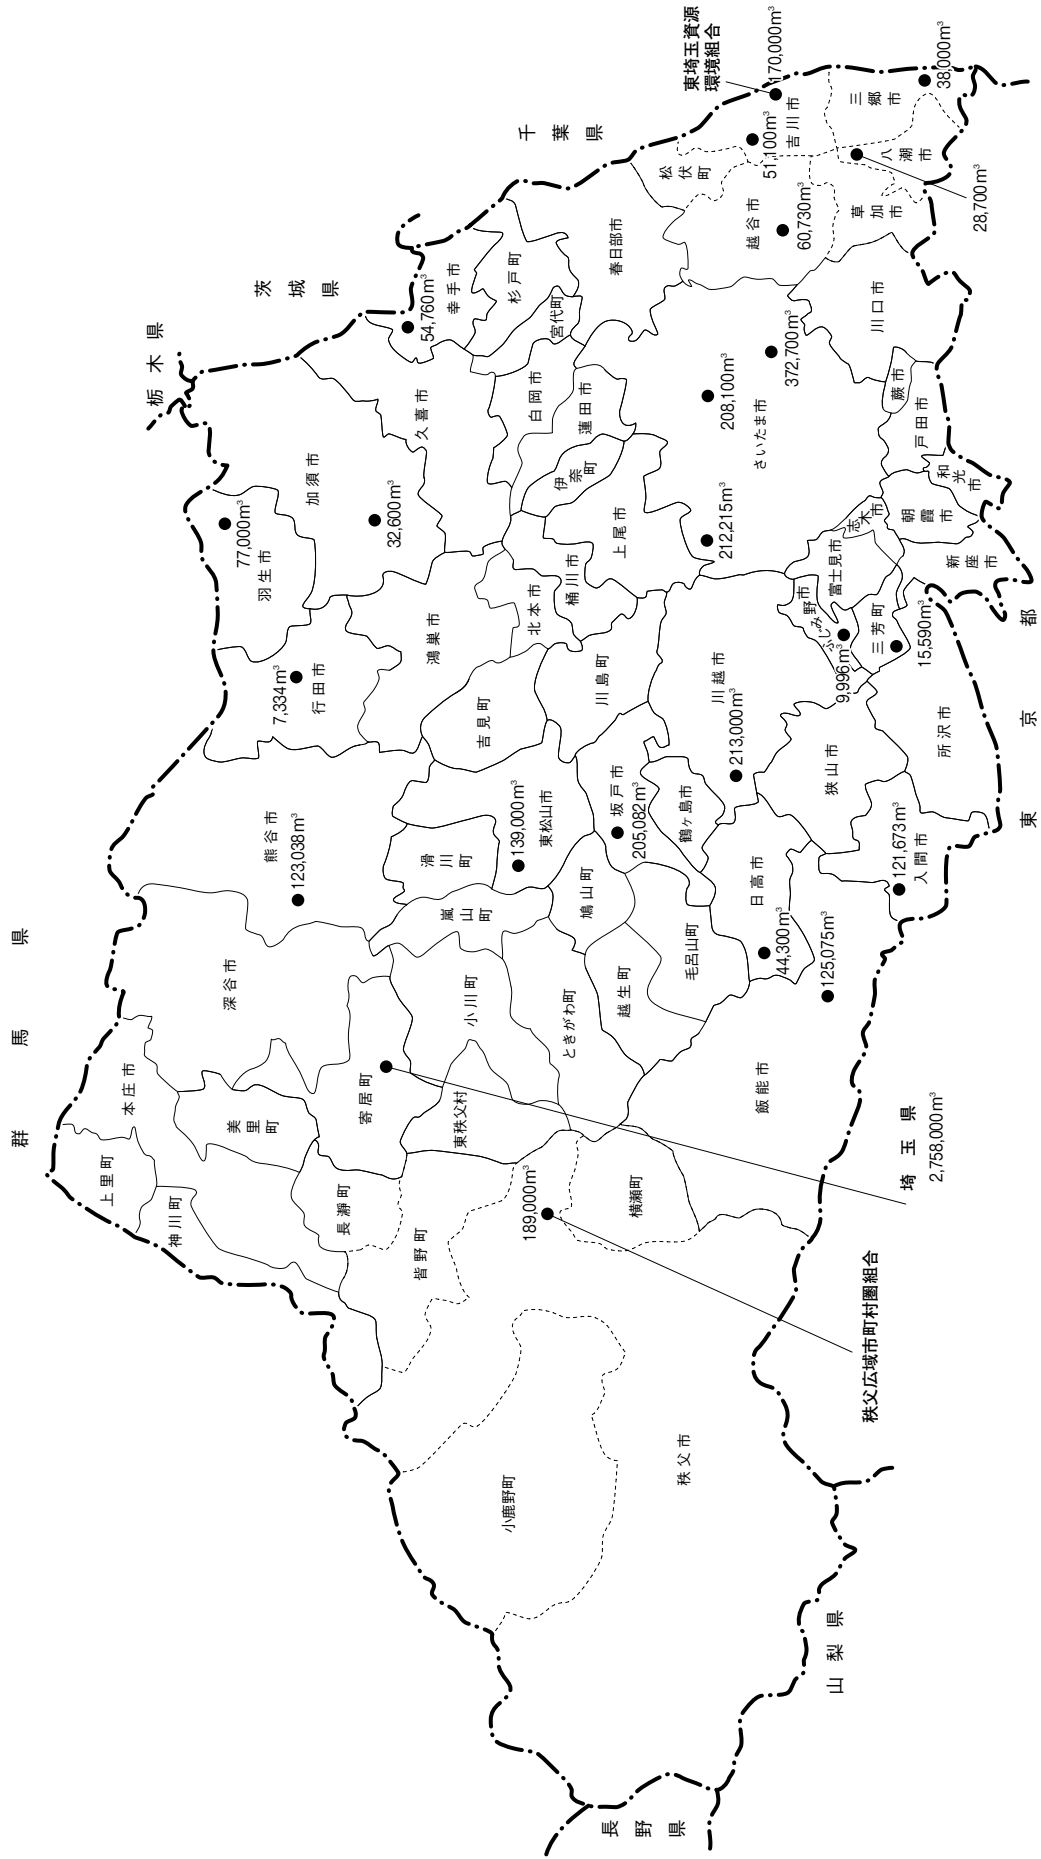 群馬県
栃木県
茨城県
千葉県
東京都
山梨県
長野県
上里町
神川町
本庄市
美里町
深谷市
寄居町
長瀞町
皆野町
小鹿野町
秩父市
189,000m³
横瀬町
東秩父村
小川町
ときがわ町
嵐山町
滑川町
熊谷市
123,038m³
東松山市
139,000m³
鳩山町
越生町
毛呂山町
坂戸市
205,082m³
鶴ヶ島市
日高市
44,300m³
125,075m³
飯能市
121,673m³
入間市
狭山市
所沢市
川越市
213,000m³
川島町
吉見町
行田市
7,334m³
羽生市
77,000m³
加須市
32,600m³
鴻巣市
北本市
桶川市
上尾市
212,215m³
伊奈町
久喜市
白岡市
蓮田市
宮代町
杉戸町
幸手市
54,760m³
春日部市
さいたま市
208,100m³
372,700m³
ふじみ野市
9,996m³
三芳町
15,590m³
富士見市
志木市
朝霞市
新座市
和光市
戸田市
蕨市
川口市
越谷市
60,730m³
松伏町
吉川市
51,100m³
東埼玉資源
環境組合
170,000m³
三郷市
38,000m³
八潮市
28,700m³
草加市
埼玉県
2,758,000m³
秩父広域市町村圏組合